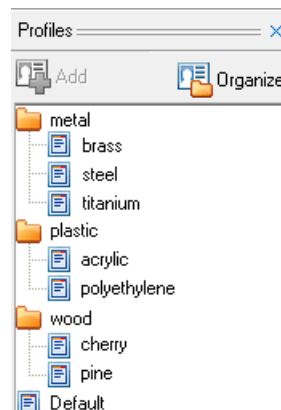 Profiles
Add Organize
metal
brass
steel
titanium
plastic
acrylic
polyethylene
wood
cherry
pine
Default